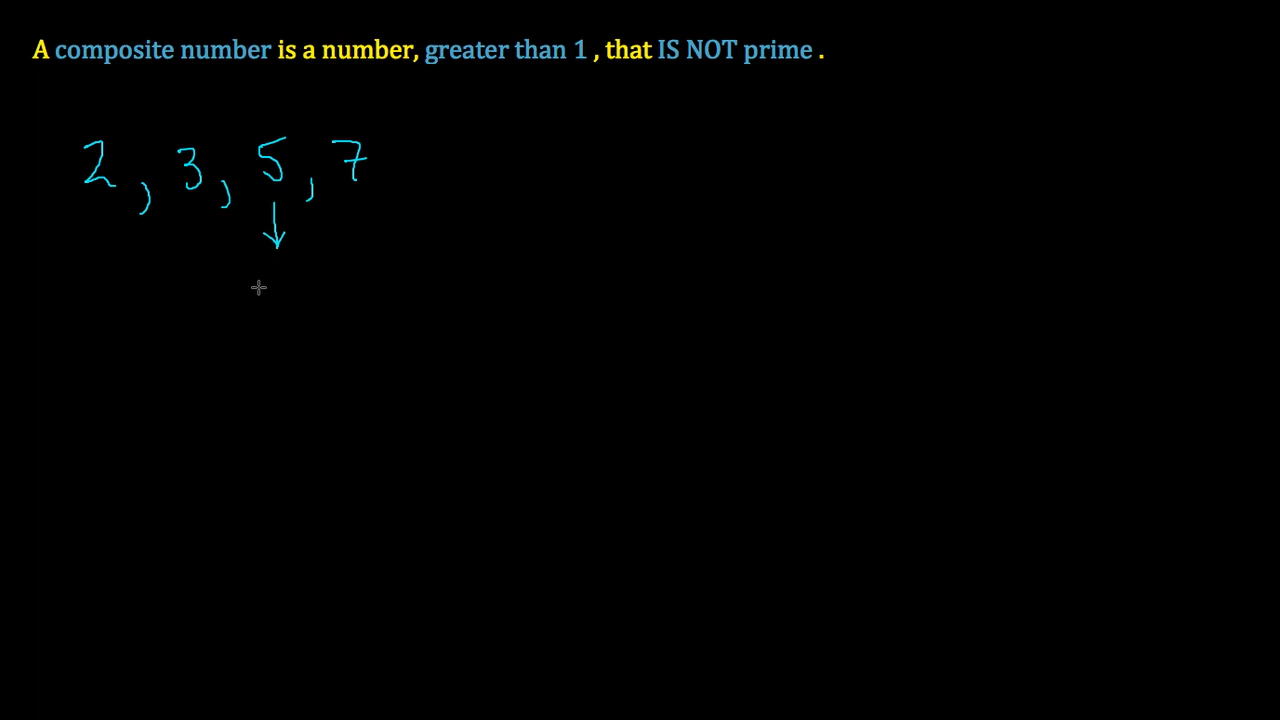 A composite number is a number, greater than 1 , that IS NOT prime .
2 , 3 , 5 , 7